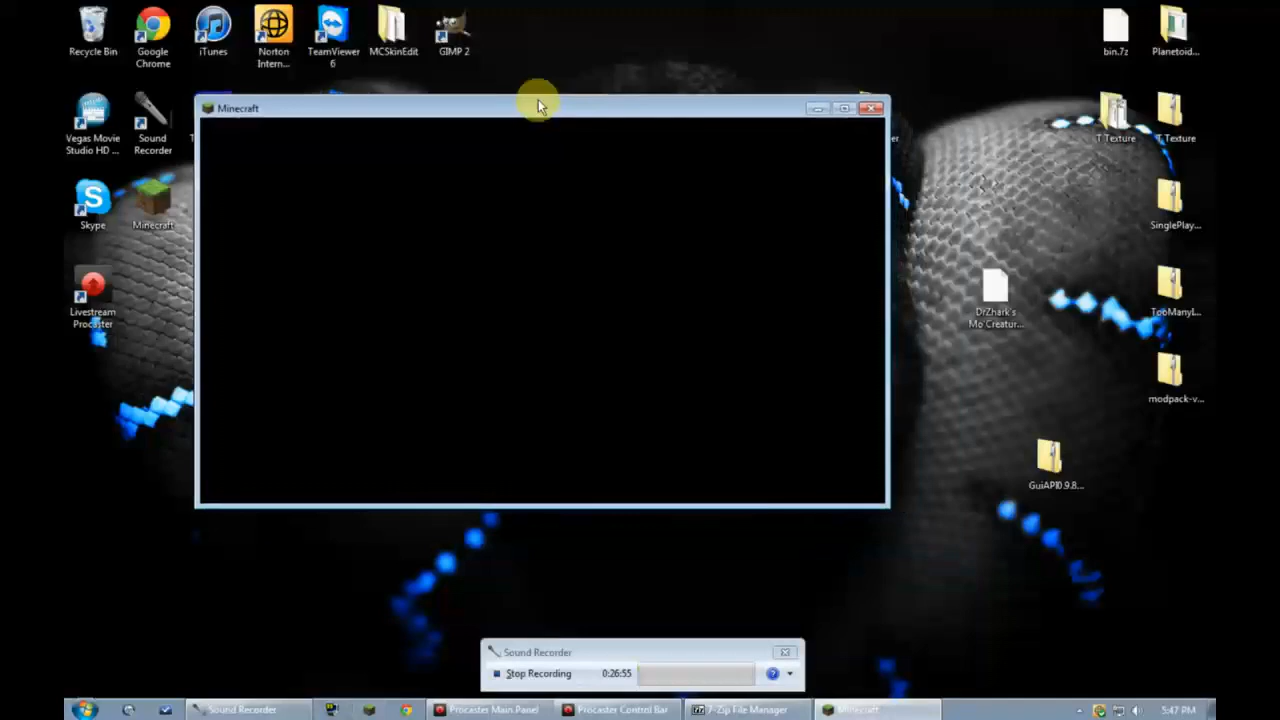 Recycle Bin
Google
Chrome
iTunes
Norton
Intern...
TeamViewer
6
MCSkinEdit
GIMP 2
bin.7z
Planetoid...
Minecraft
Vegas Movie
Studio HD ...
Sound
Recorder
T Texture
T Texture
Skype
Minecraft
SinglePlay...
Livestream
Procaster
DrZhark's
Mo'Creatur...
TooManyI...
modpack-v...
GuiAPI0.9.8...
Sound Recorder
Stop Recording
0:26:55
Sound Recorder
Procaster Main Panel
Procaster Control Bar
7-Zip File Manager
Minecraft
5:47 PM